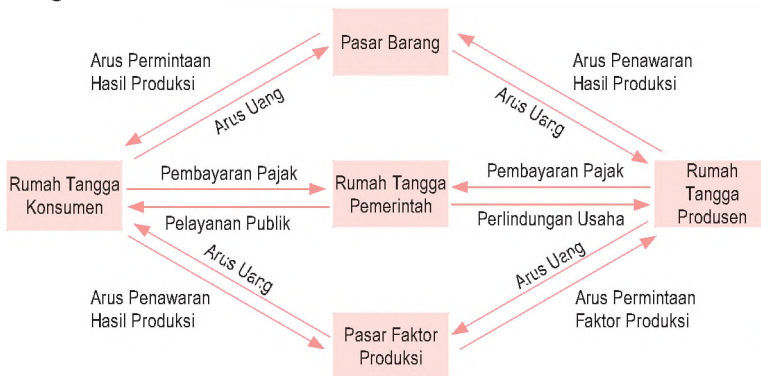 Pasar Barang
Arus Permintaan
Hasil Produksi
Arus Uang
Arus Penawaran
Hasil Produksi
Arus Uang
Rumah Tangga
Konsumen
Pembayaran Pajak
Pelayanan Publik
Rumah Tangga
Pemerintah
Pembayaran Pajak
Perlindungan Usaha
Rumah
Tangga
Produsen
Arus Uang
Arus Penawaran
Hasil Produksi
Arus Uang
Arus Permintaan
Faktor Produksi
Pasar Faktor
Produksi